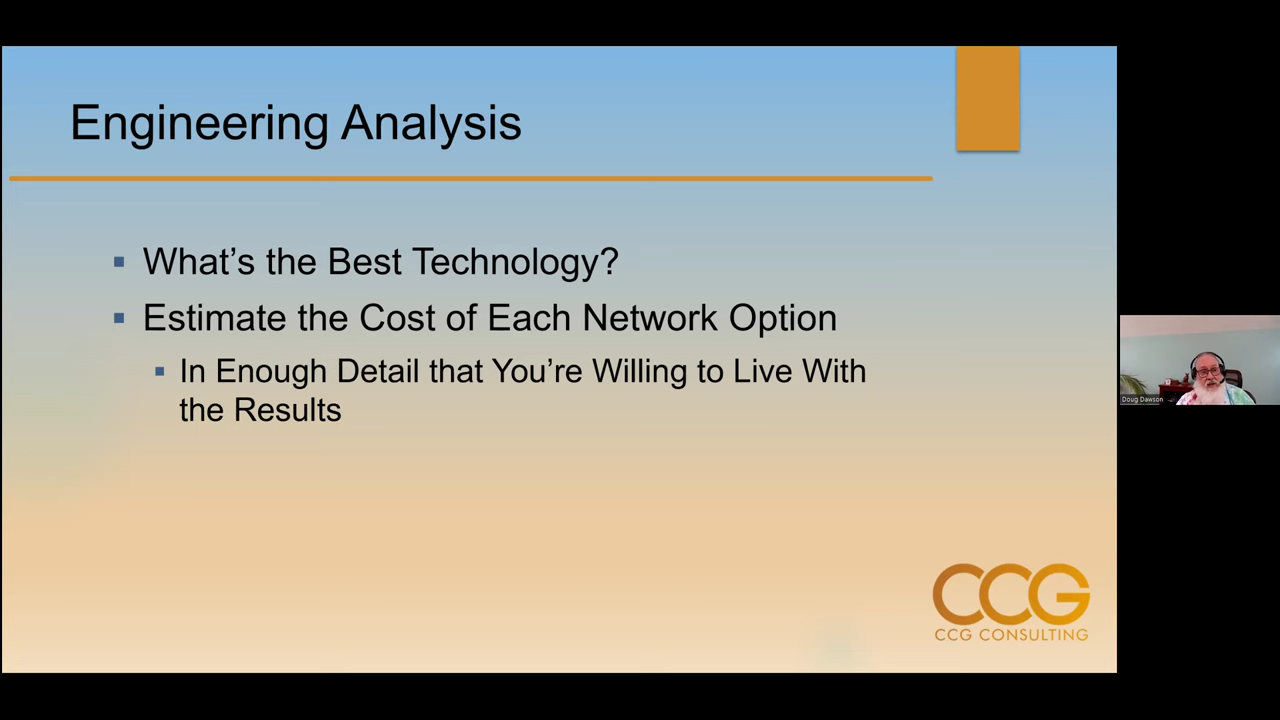 Engineering Analysis
What's the Best Technology?
Estimate the Cost of Each Network Option
In Enough Detail that You're Willing to Live With
the Results
CCG
CCG CONSULTING
Doug Dawson